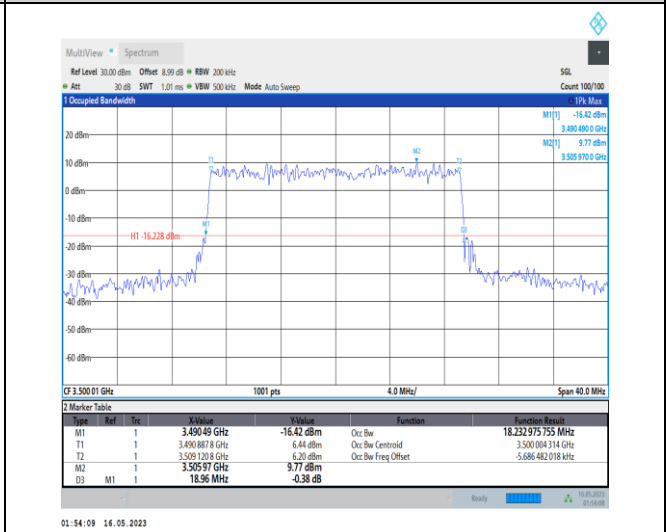 MultiView Spectrum
Ref Level 30.00 dBm Offset 8.99 dB RBW 200 kHz SGL
Att 30 dB SWT 1.01 ms VBW 500 kHz Mode Auto Sweep Count 100/100
1 Occupied Bandwidth 1Pk Max
M1[1] -16.42 dBm
3.490 490 0 GHz
M2[1] 9.77 dBm
3.505 970 0 GHz
20 dBm
M2
T1 T2
10 dBm
0 dBm
-10 dBm
M1
D3
H1 -16.228 dBm
-20 dBm
-30 dBm
-40 dBm
-50 dBm
-60 dBm
CF 3.500 01 GHz 1001 pts 4.0 MHz/ Span 40.0 MHz
2 Marker Table
Type Ref Trc X-Value Y-Value Function Function Result
M1 1 3.490 49 GHz -16.42 dBm Occ Bw 18.232 975 755 MHz
T1 1 3.490 887 8 GHz 6.44 dBm Occ Bw Centroid 3.500 004 314 GHz
T2 1 3.509 120 8 GHz 6.20 dBm Occ Bw Freq Offset -5.686 482 018 kHz
M2 1 3.505 97 GHz 9.77 dBm
D3 M1 1 18.96 MHz -0.38 dB
Ready 16.05.2023
01:54:08
01:54:09 16.05.2023